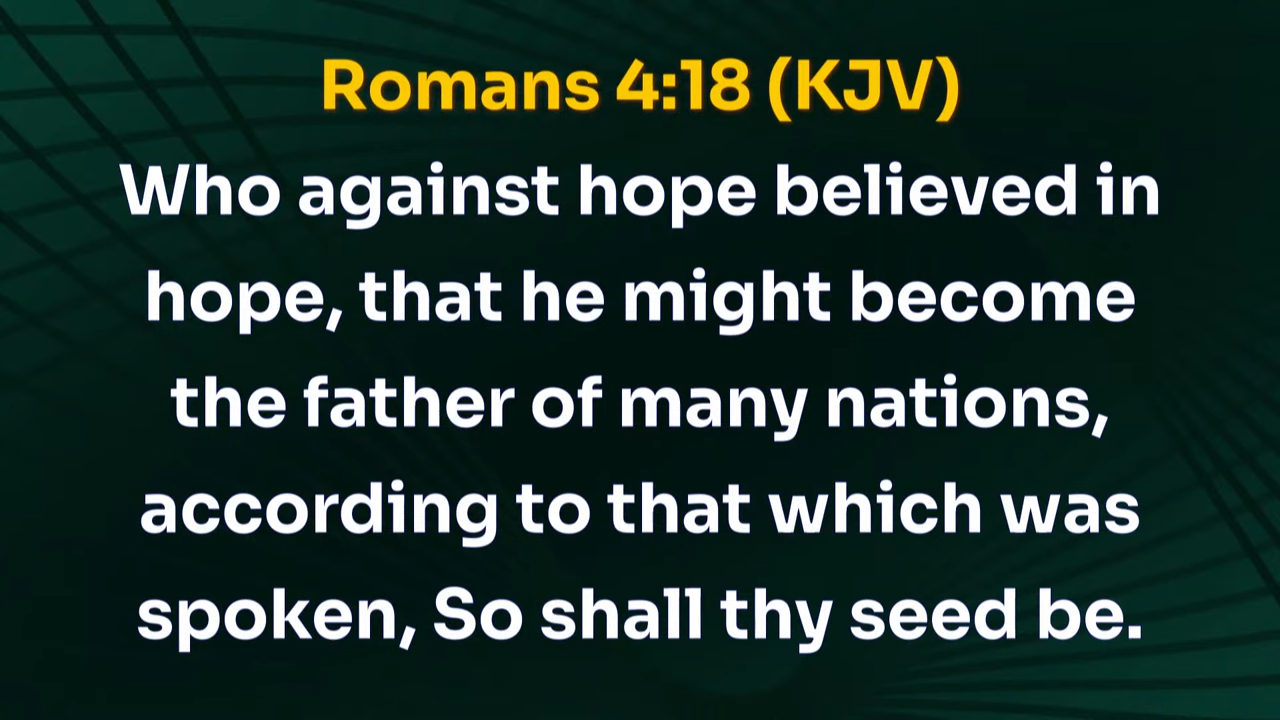 Romans 4:18 (KJV)
Who against hope believed in
hope, that he might become
the father of many nations,
according to that which was
spoken, So shall thy seed be.